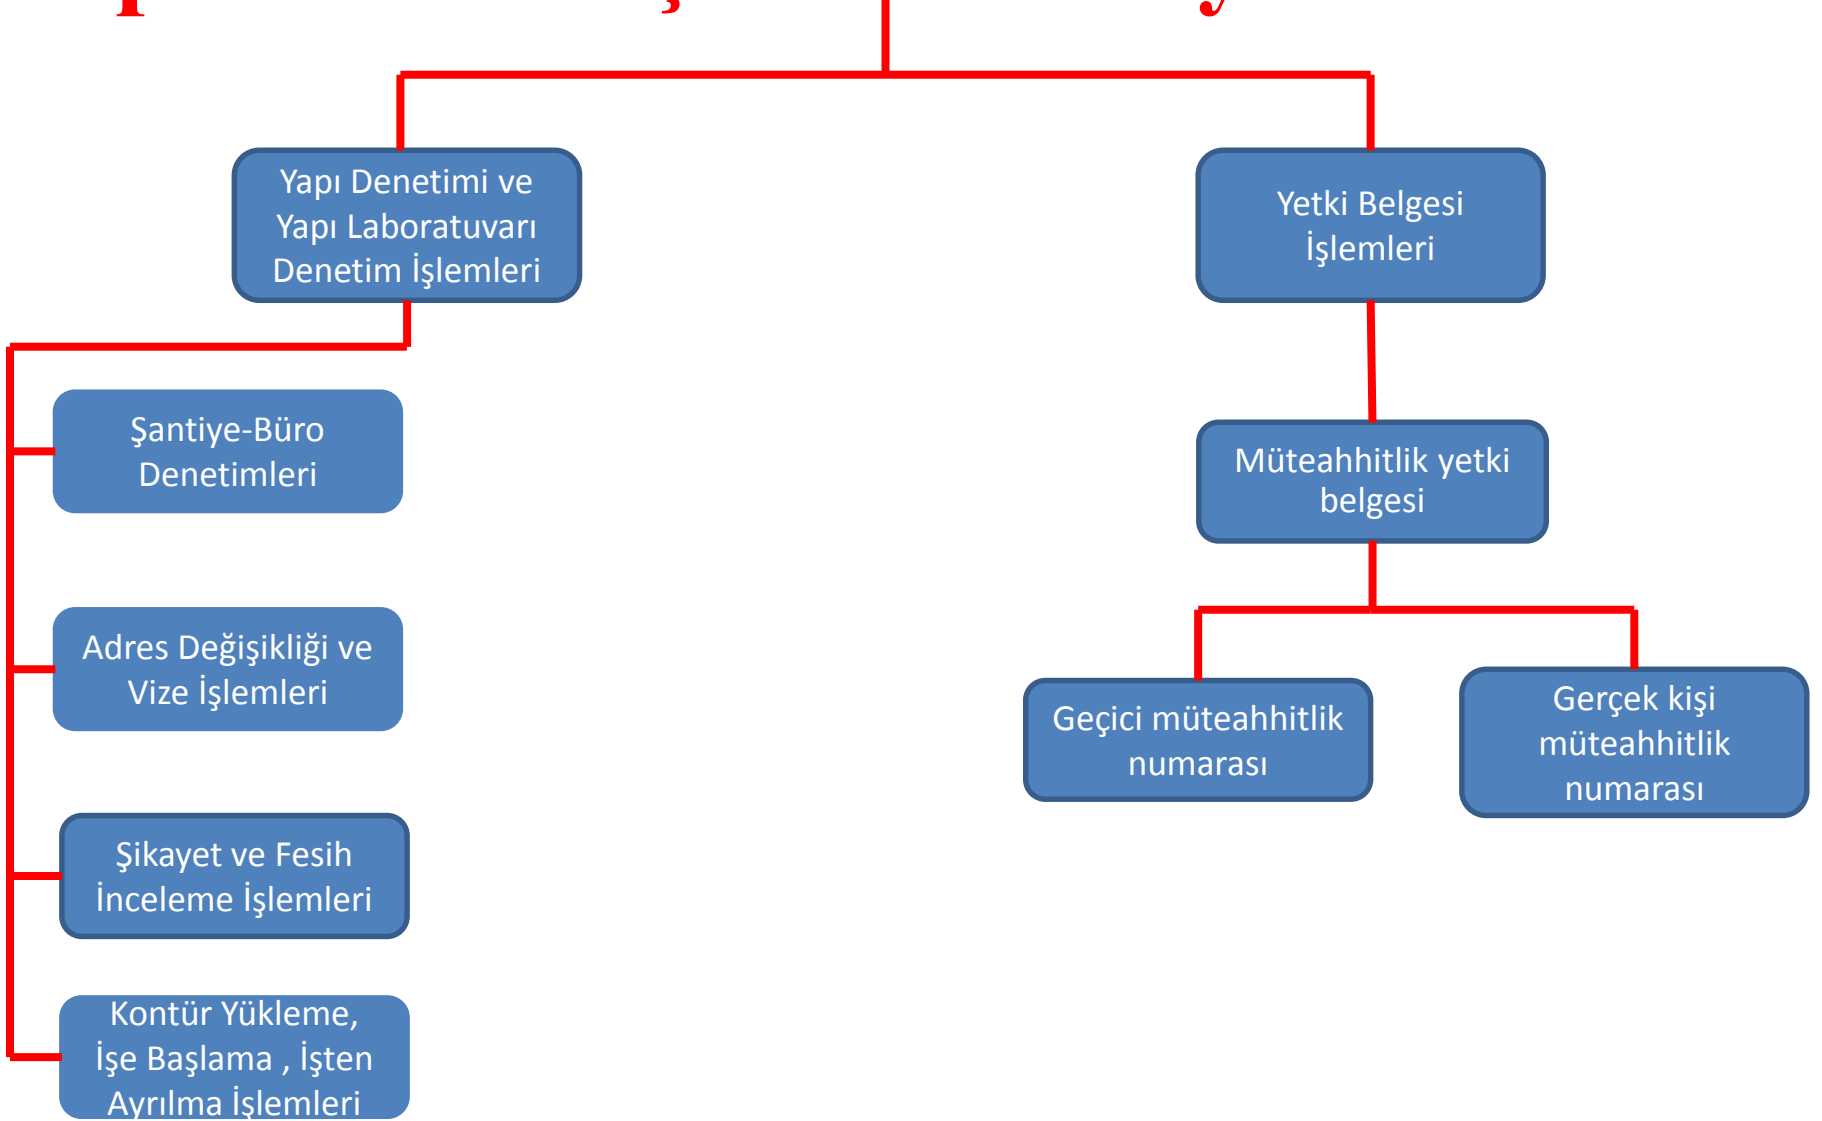 Yapı Denetimi ve
Yapı Laboratuvarı
Denetim İşlemleri
Yetki Belgesi
İşlemleri
Şantiye-Büro
Denetimleri
Müteahhitlik yetki
belgesi
Adres Değişikliği ve
Vize İşlemleri
Geçici müteahhitlik
numarası
Gerçek kişi
müteahhitlik
numarası
Şikayet ve Fesih
İnceleme İşlemleri
Kontür Yükleme,
İşe Başlama , İşten
Ayrılma İşlemleri